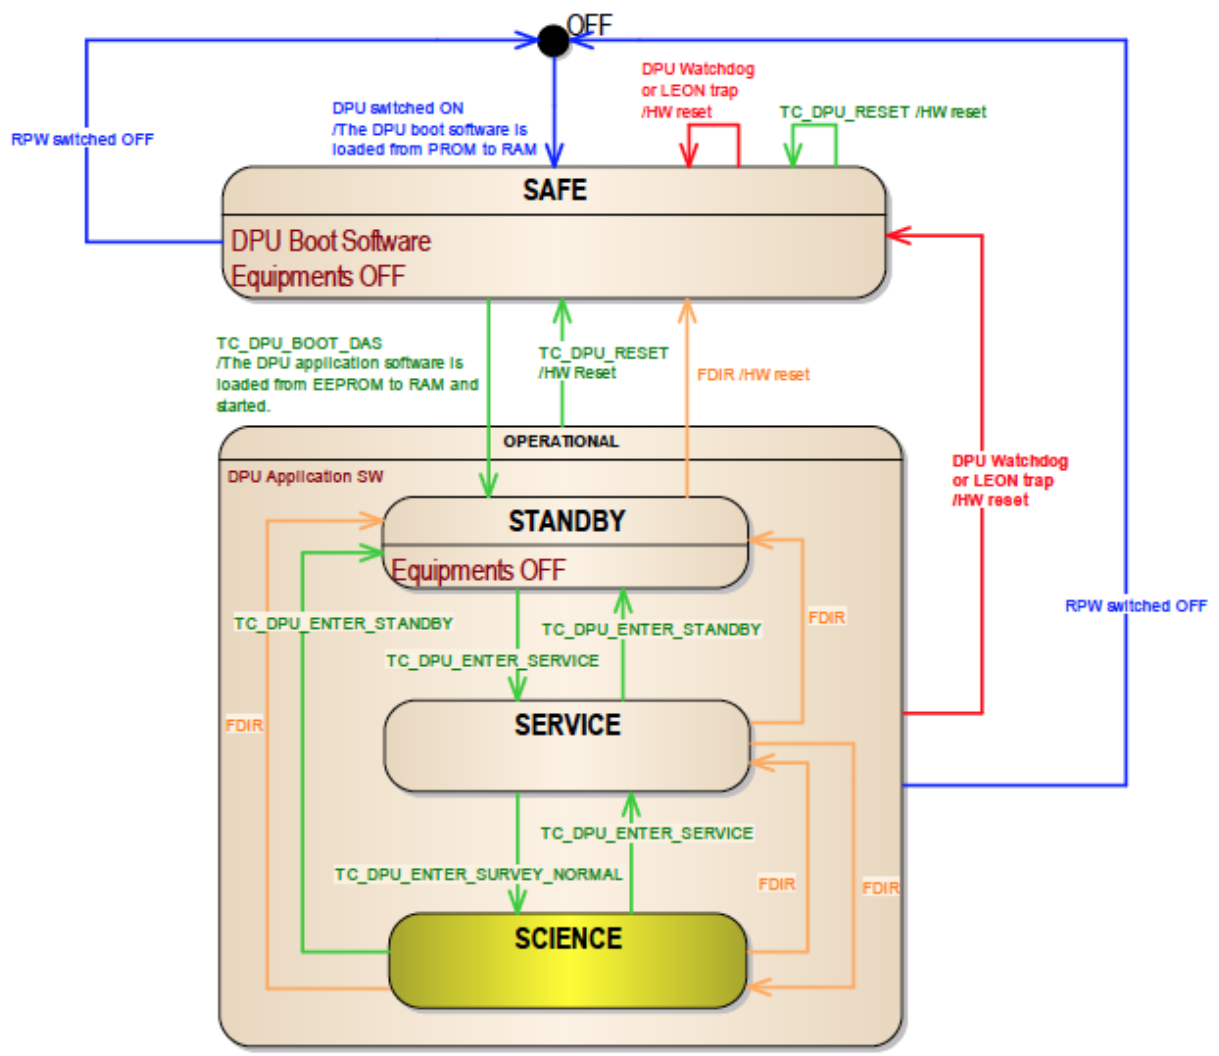 OFF
DPU Watchdog
or LEON trap
/HW reset
TC_DPU_RESET /HW reset
DPU switched ON
/The DPU boot software is
loaded from PROM to RAM
RPW switched OFF
SAFE
DPU Boot Software
Equipments OFF
TC_DPU_BOOT_DAS
/The DPU application software is
loaded from EEPROM to RAM and
started.
TC_DPU_RESET
/HW Reset
FDIR /HW reset
OPERATIONAL
DPU Application SW
DPU Watchdog
or LEON trap
/HW reset
STANDBY
Equipments OFF
RPW switched OFF
TC_DPU_ENTER_STANDBY
TC_DPU_ENTER_STANDBY
FDIR
TC_DPU_ENTER_SERVICE
FDIR
SERVICE
TC_DPU_ENTER_SERVICE
TC_DPU_ENTER_SURVEY_NORMAL
FDIR
FDIR
SCIENCE